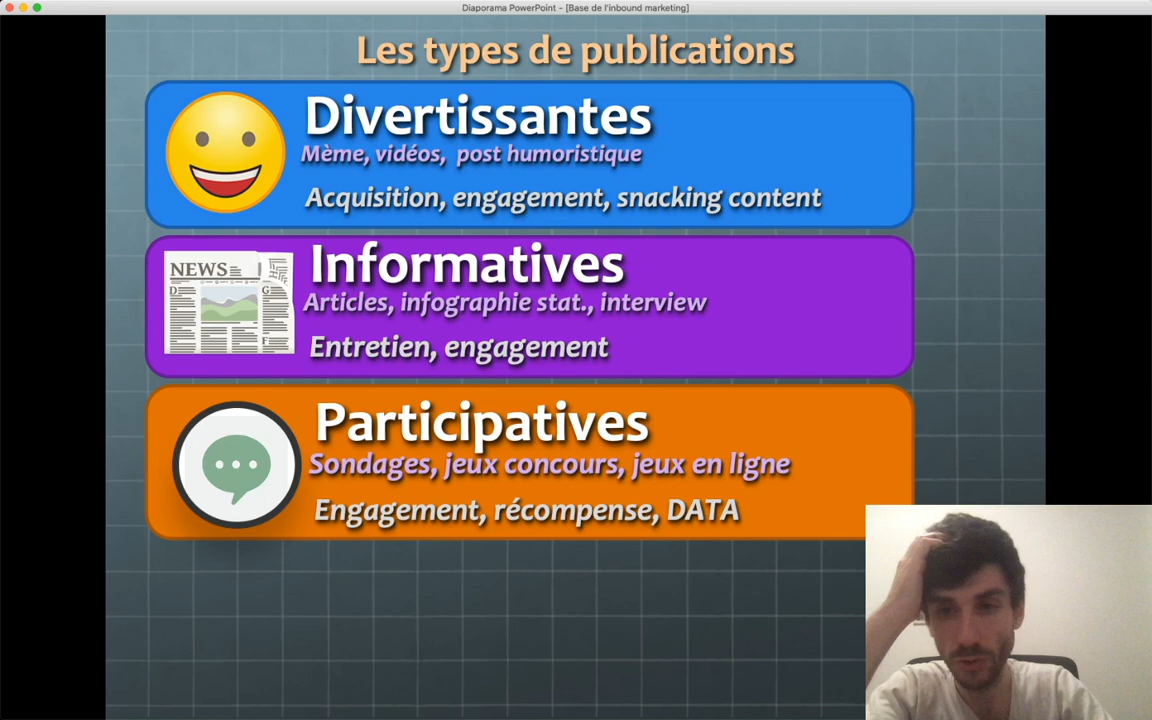 Diaporama PowerPoint - [Base de l'inbound marketing]
Les types de publications
Divertissantes
Mème, vidéos, post humoristique
Acquisition, engagement, snacking content
NEWS
D
G
F
Informatives
Articles, infographie stat., interview
Entretien, engagement
Participatives
Sondages, jeux concours, jeux en ligne
Engagement, récompense, DATA